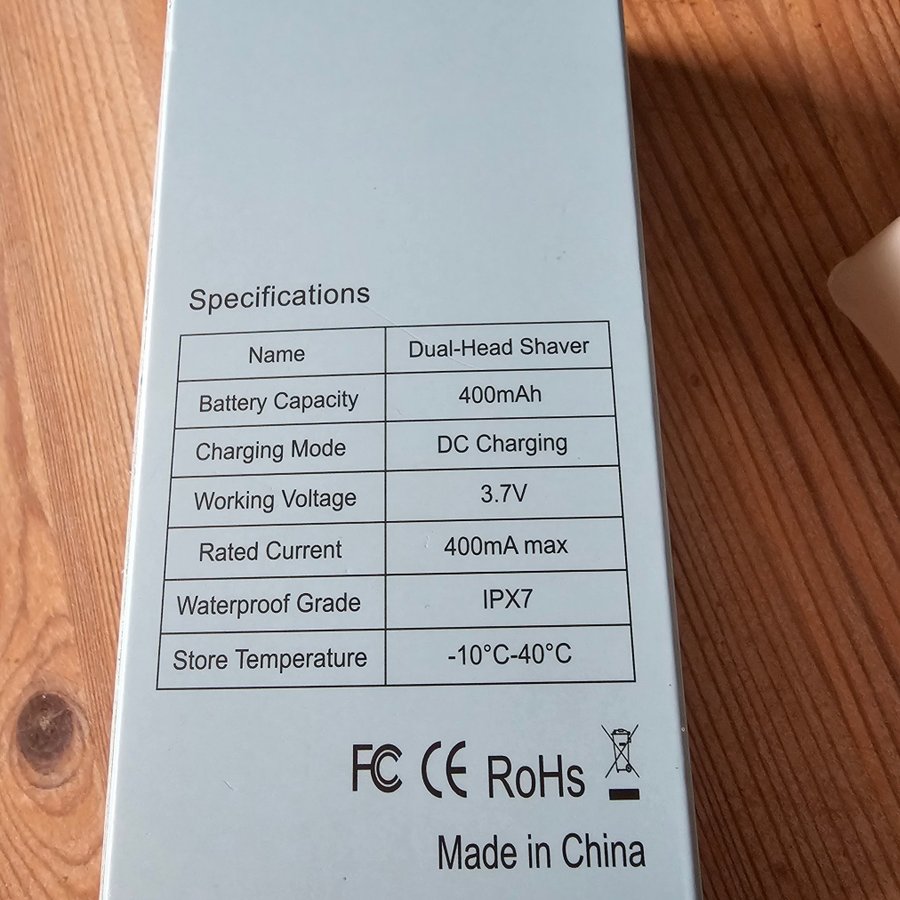 Specifications
Name Dual-Head Shaver
Battery Capacity 400mAh
Charging Mode DC Charging
Working Voltage 3.7V
Rated Current 400mA max
Waterproof Grade IPX7
Store Temperature -10°C-40°C
FC CE RoHs
Made in China